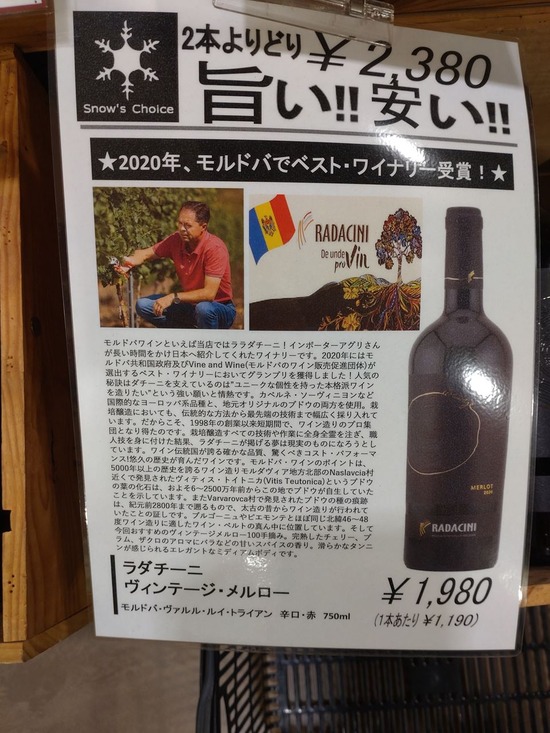 Snow's Choice
2本よりどり ¥2,380
旨い!! 安い!!
★2020年、モルドバでベスト・ワイナリー受賞！★
RADACINI
De unde
pro Vin
モルドバワインといえば当店ではラダチーニ！インポーターアグリさん
が長い時間をかけ日本へ紹介してくれたワイナリーです。2020年にはモ
ルドバ共和国政府及びVine and Wine(モルドバのワイン販売促進団体)が
選出するベスト・ワイナリーにおいてグランプリを獲得しました！人気の
秘訣はダチーニを支えているのは"ユニークな個性を持った本格派ワイン
を造りたい"という強い願いと情熱です。カベルネ・ソーヴィニヨンなど
国際的なヨーロッパ系品種と、地元オリジナルのブドウの両方を使用。栽
培醸造においても、伝統的な方法から最先端の技術まで幅広く採り入れて
います。だからこそ、1998年の創業以来短期間で、ワイン造りのプロ集
団となり得たのです。栽培醸造すべての技術や作業に全身全霊を注ぎ、職
人技を身に付けた結果、ラダチーニが掲げる夢は現実のものになろうとし
ています。ワイン伝統国が誇る確かな品質、驚くべきコスト・パフォーマ
ンス!悠久の歴史が育んだワインです。モルドバ・ワインのポイントは、
5000年以上の歴史を誇るワイン造りモルダヴィア地方北部のNaslavcia村
近くで発見されたヴィティス・トイトニカ(Vitis Teutonica)というブドウ
の葉の化石は、およそ6～2500万年前からこの地でブドウが自生していた
ことを示しています。またVarvarovca村で発見されたブドウの種の痕跡
は、紀元前2800年まで遡るもので、太古の昔からワイン造りが行われて
いたことの証しです。ブルゴーニュやピエモンテとほぼ同じ北緯46～48
度ワイン造りに適したワイン・ベルトの真ん中に位置しています。そして
今回おすすめのヴィンテージメルロー100手摘み。完熟したチェリー、プ
ラム、ザクロのアロマにバラなどの甘いスパイスの香り。滑らかなタンニ
ンが感じられるエレガントなミディアムボディです。
MERLOT
2021
RADACINI
ラダチーニ
ヴィンテージ・メルロー
モルドバ・ヴァルル・ルイ・トライアン 辛口・赤 750ml
¥1,980
(1本あたり ¥1,190)